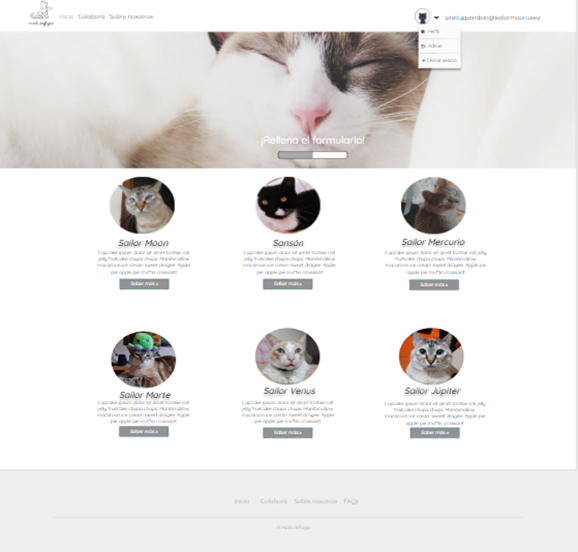 Inicio Colabora Sobre nosotros
prettyguardian@sailormoon.uwu
Perfil
Admin
Cerrar sesión
¡Rellena el formulario!
Sailor Moon
Cupcake ipsum dolor sit amet tootsie roll
jelly fruitcake chupa chups. Marshmallow
macaroon ice cream sweet dragée. Apple
pie apple pie muffin croissant.
Saber más »
Sansón
Cupcake ipsum dolor sit amet tootsie roll
jelly fruitcake chupa chups. Marshmallow
macaroon ice cream sweet dragée. Apple
pie apple pie muffin croissant.
Saber más »
Sailor Mercurio
Cupcake ipsum dolor sit amet tootsie roll
jelly fruitcake chupa chups. Marshmallow
macaroon ice cream sweet dragée. Apple
pie apple pie muffin croissant.
Saber más »
Sailor Marte
Cupcake ipsum dolor sit amet tootsie roll
jelly fruitcake chupa chups. Marshmallow
macaroon ice cream sweet dragée. Apple
pie apple pie muffin croissant.
Saber más »
Sailor Venus
Cupcake ipsum dolor sit amet tootsie roll
jelly fruitcake chupa chups. Marshmallow
macaroon ice cream sweet dragée. Apple
pie apple pie muffin croissant.
Saber más »
Sailor Júpiter
Cupcake ipsum dolor sit amet tootsie roll
jelly fruitcake chupa chups. Marshmallow
macaroon ice cream sweet dragée. Apple
pie apple pie muffin croissant.
Saber más »
Inicio Colabora Sobre nosotros FAQs